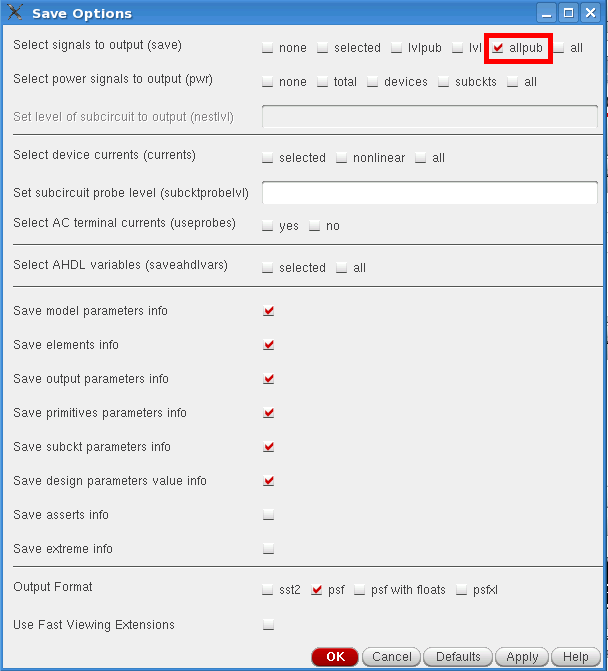 Save Options
Select signals to output (save) none selected lvlpub lvl allpub all
Select power signals to output (pwr) none total devices subckts all
Set level of subcircuit to output (nestlvl)
Select device currents (currents) selected nonlinear all
Set subcircuit probe level (subcktprobelvl)
Select AC terminal currents (useprobes) yes no
Select AHDL variables (saveahdlvars) selected all
Save model parameters info
Save elements info
Save output parameters info
Save primitives parameters info
Save subckt parameters info
Save design parameters value info
Save asserts info
Save extreme info
Output Format sst2 psf psf with floats psfxl
Use Fast Viewing Extensions
OK Cancel Defaults Apply Help